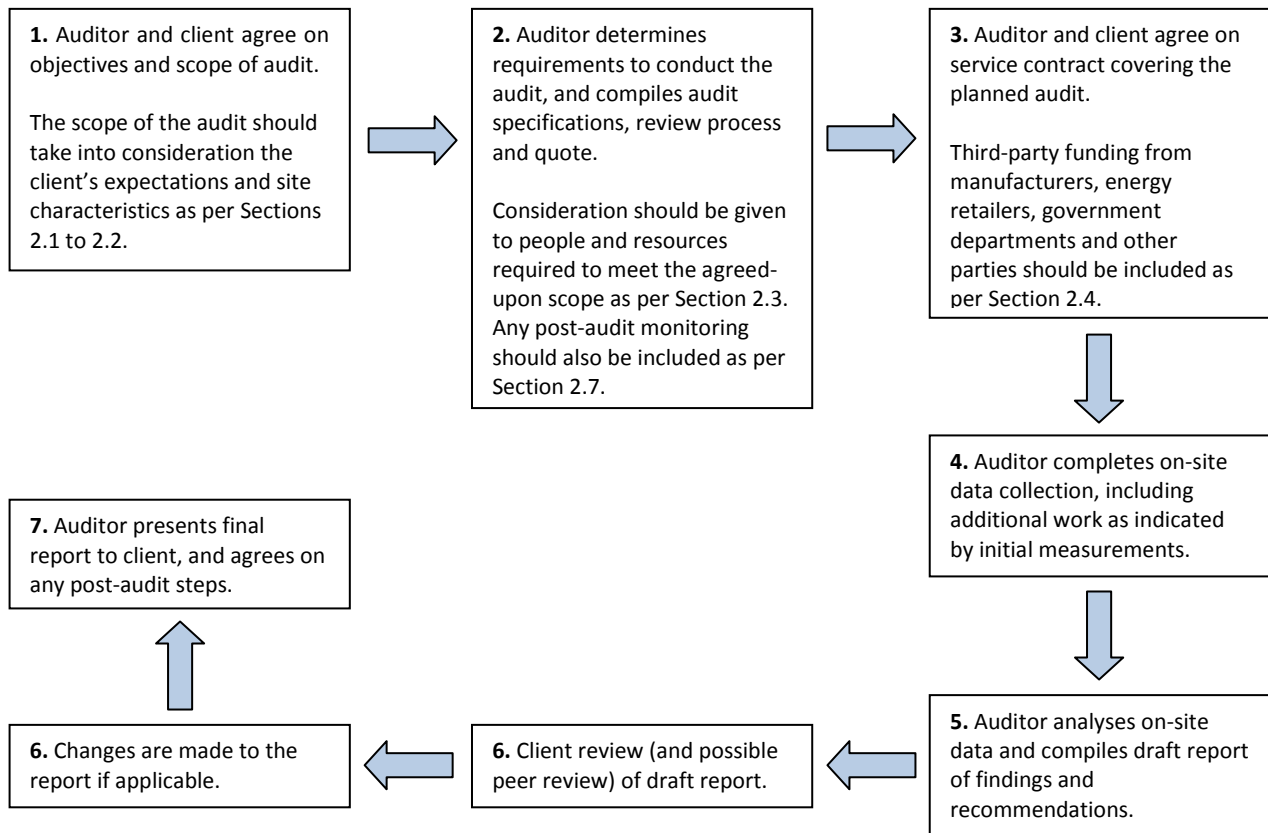 1. Auditor and client agree on
objectives and scope of audit.
The scope of the audit should
take into consideration the
client’s expectations and site
characteristics as per Sections
2.1 to 2.2.
2. Auditor determines
requirements to conduct the
audit, and compiles audit
specifications, review process
and quote.
Consideration should be given
to people and resources
required to meet the agreed-
upon scope as per Section 2.3.
Any post-audit monitoring
should also be included as per
Section 2.7.
3. Auditor and client agree on
service contract covering the
planned audit.
Third-party funding from
manufacturers, energy
retailers, government
departments and other
parties should be included as
per Section 2.4.
4. Auditor completes on-site
data collection, including
additional work as indicated
by initial measurements.
5. Auditor analyses on-site
data and compiles draft report
of findings and
recommendations.
6. Client review (and possible
peer review) of draft report.
6. Changes are made to the
report if applicable.
7. Auditor presents final
report to client, and agrees on
any post-audit steps.